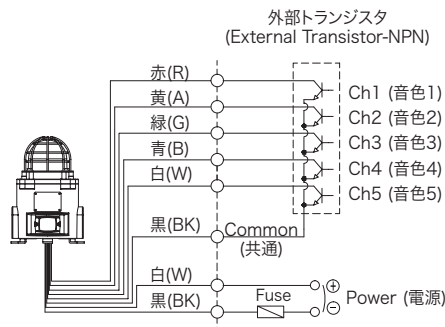 外部トランジスタ
(External Transistor-NPN)
赤(R)
黄(A)
緑(G)
青(B)
白(W)
Ch1 (音色1)
Ch2 (音色2)
Ch3 (音色3)
Ch4 (音色4)
Ch5 (音色5)
黒(BK)
Common
(共通)
白(W)
黒(BK)
Fuse
Power (電源)